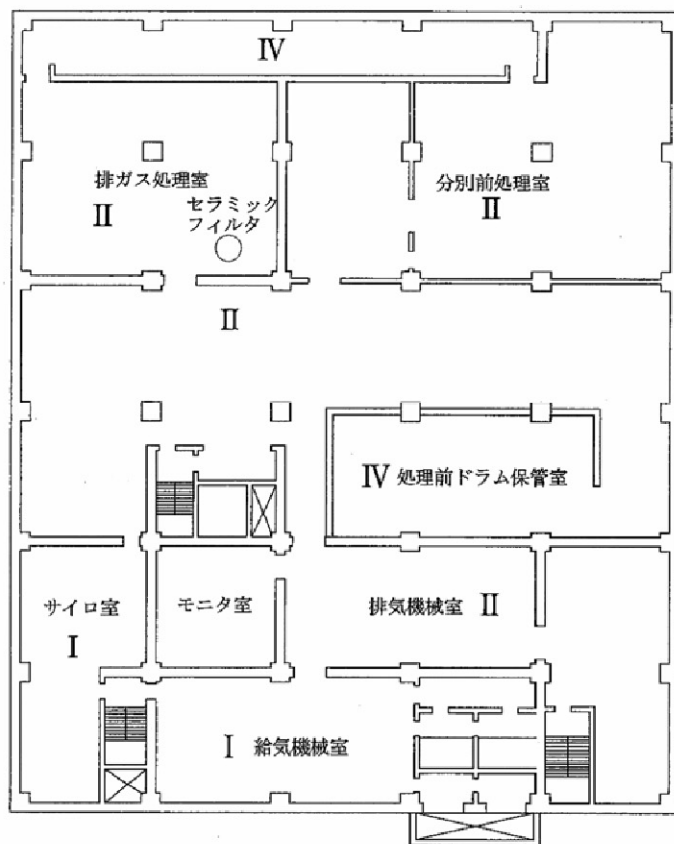 IV
排ガス処理室
II
セラミック
フィルタ
分別前処理室
II
II
IV 処理前ドラム保管室
サイロ室
I
モニタ室
排気機械室 II
I 給気機械室